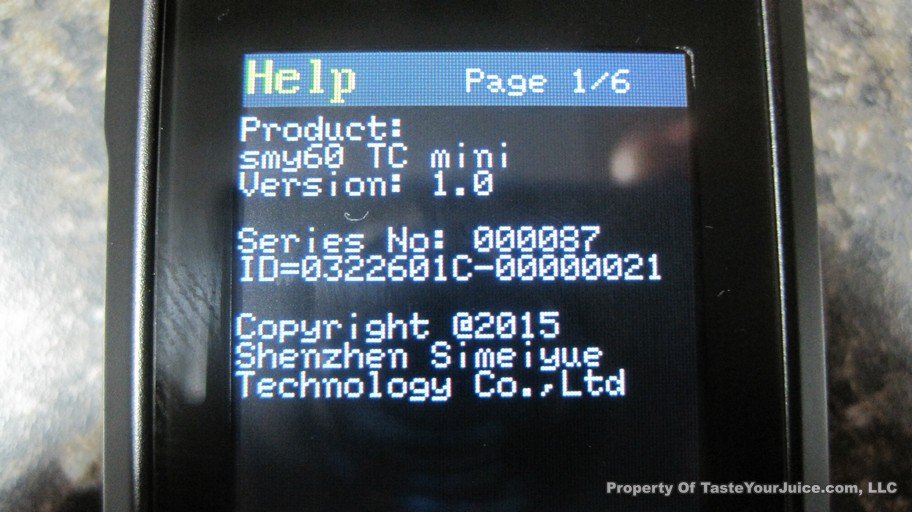 Help Page 1/6
Product:
smy60 TC mini
Version: 1.0
Series No: 000087
ID=0322601C-00000021
Copyright @2015
Shenzhen Simeiyue
Technology Co.,Ltd
Property Of TasteYourJuice.com, LLC